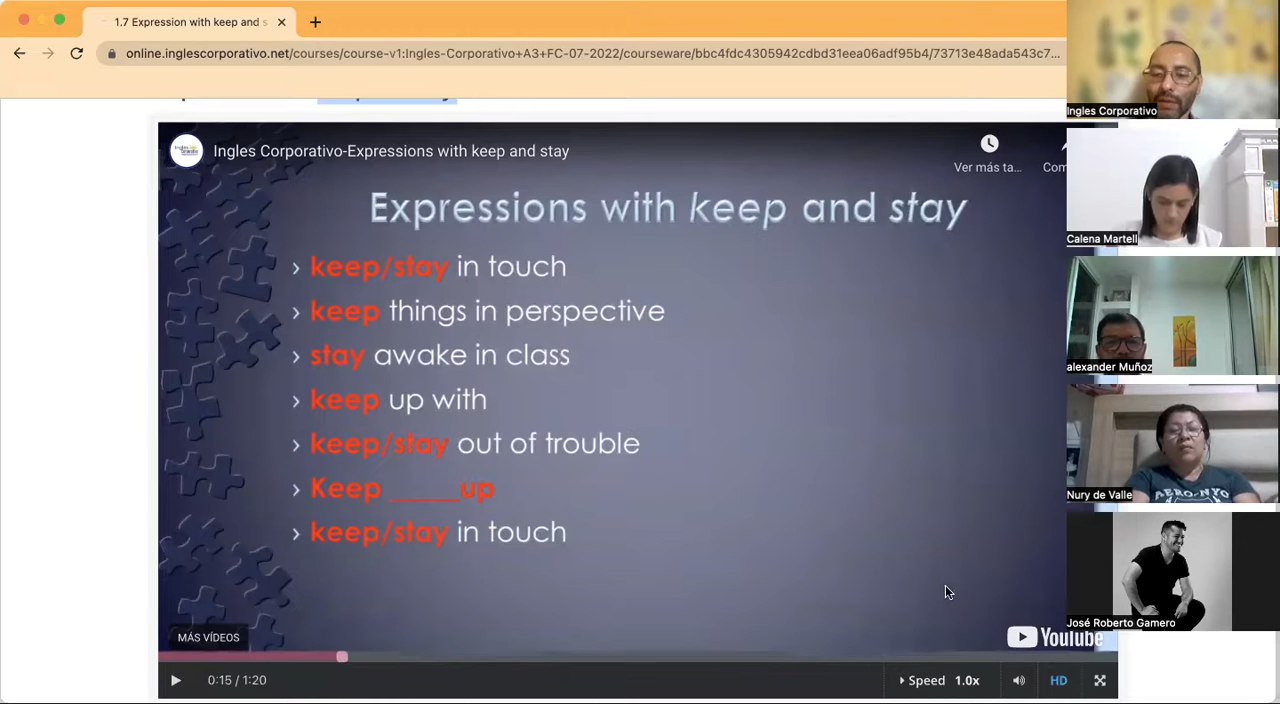 1.7 Expression with keep and s
online.inglescorporativo.net/courses/course-v1:Ingles-Corporativo+A3+FC-07-2022/courseware/bbc4fdc4305942cdbd31eea06adf95b4/73713e48ada543c7...
Ingles Corporativo-Expressions with keep and stay
Ver más ta...
Com
Expressions with keep and stay
› keep/stay in touch
› keep things in perspective
› stay awake in class
› keep up with
› keep/stay out of trouble
› Keep _____up
› keep/stay in touch
MÁS VÍDEOS
YouTube
0:15 / 1:20
Speed 1.0x
HD
Ingles Corporativo
Calena Martell
alexander Muñoz
Nury de Valle
AERO-NYC
José Roberto Gamero